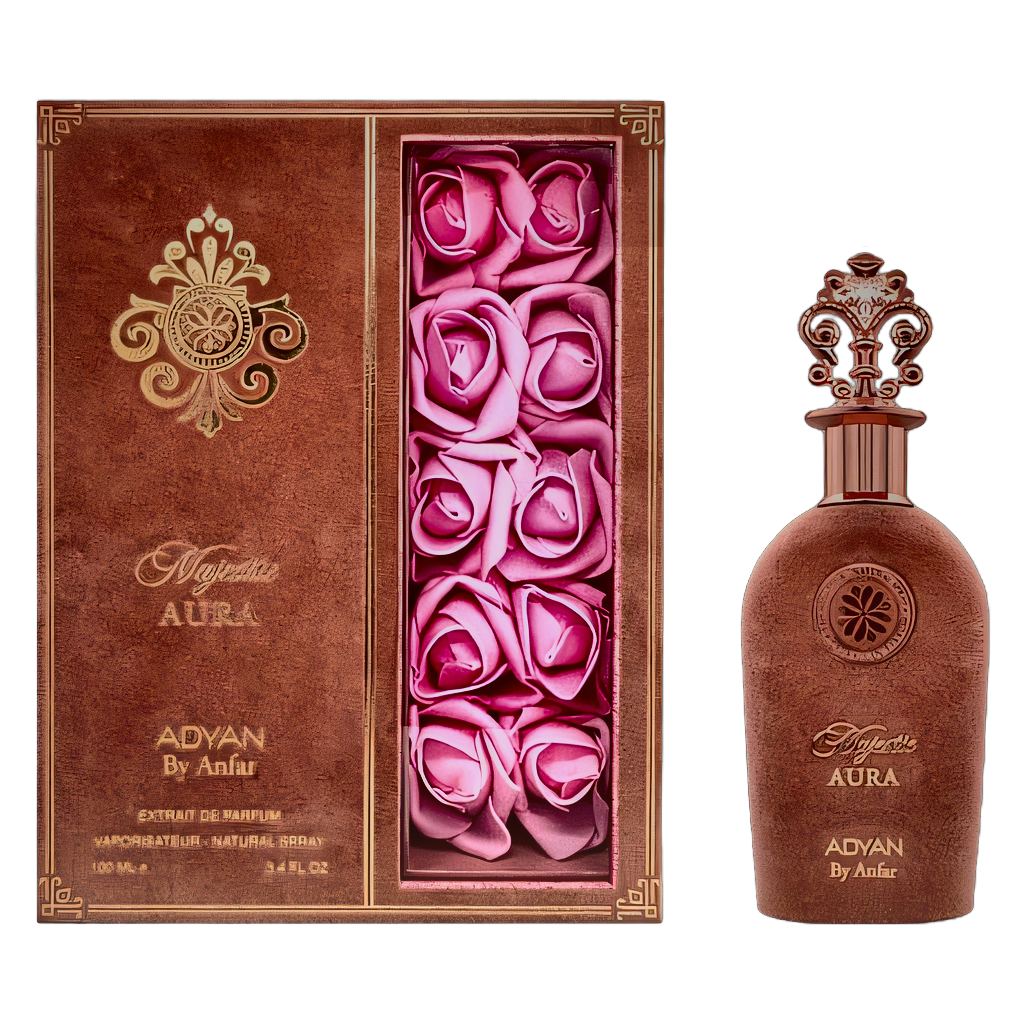 Majestic
AURA
ADYAN
By Anfar
EXTRAIT DE PARFUM
VAPORISATEUR - NATURAL SPRAY
100 ML e
3.4 FL OZ
Majestic
AURA
ADYAN
By Anfar